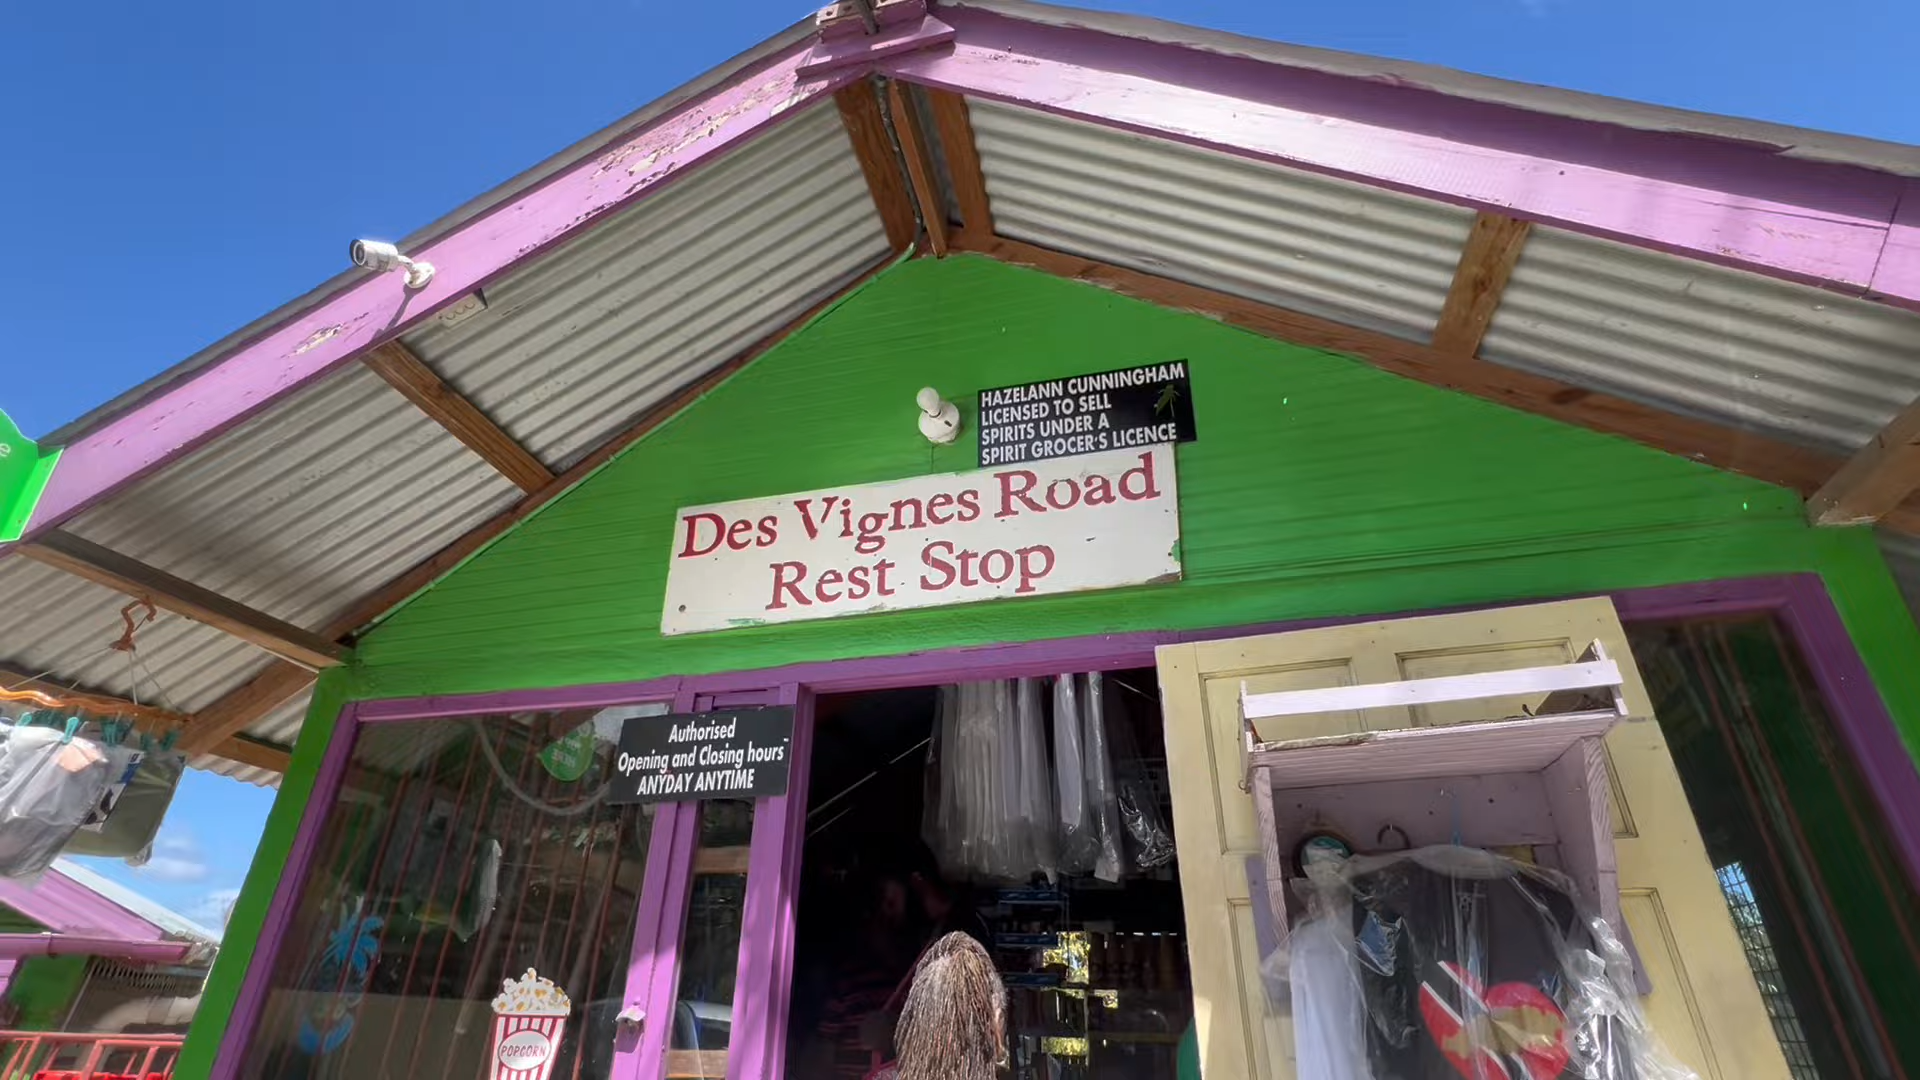 HAZELANN CUNNINGHAM
LICENSED TO SELL
SPIRITS UNDER A
SPIRIT GROCER'S LICENCE
Des Vignes Road
Rest Stop
Authorised
Opening and Closing hours
ANYDAY ANYTIME
POPCORN